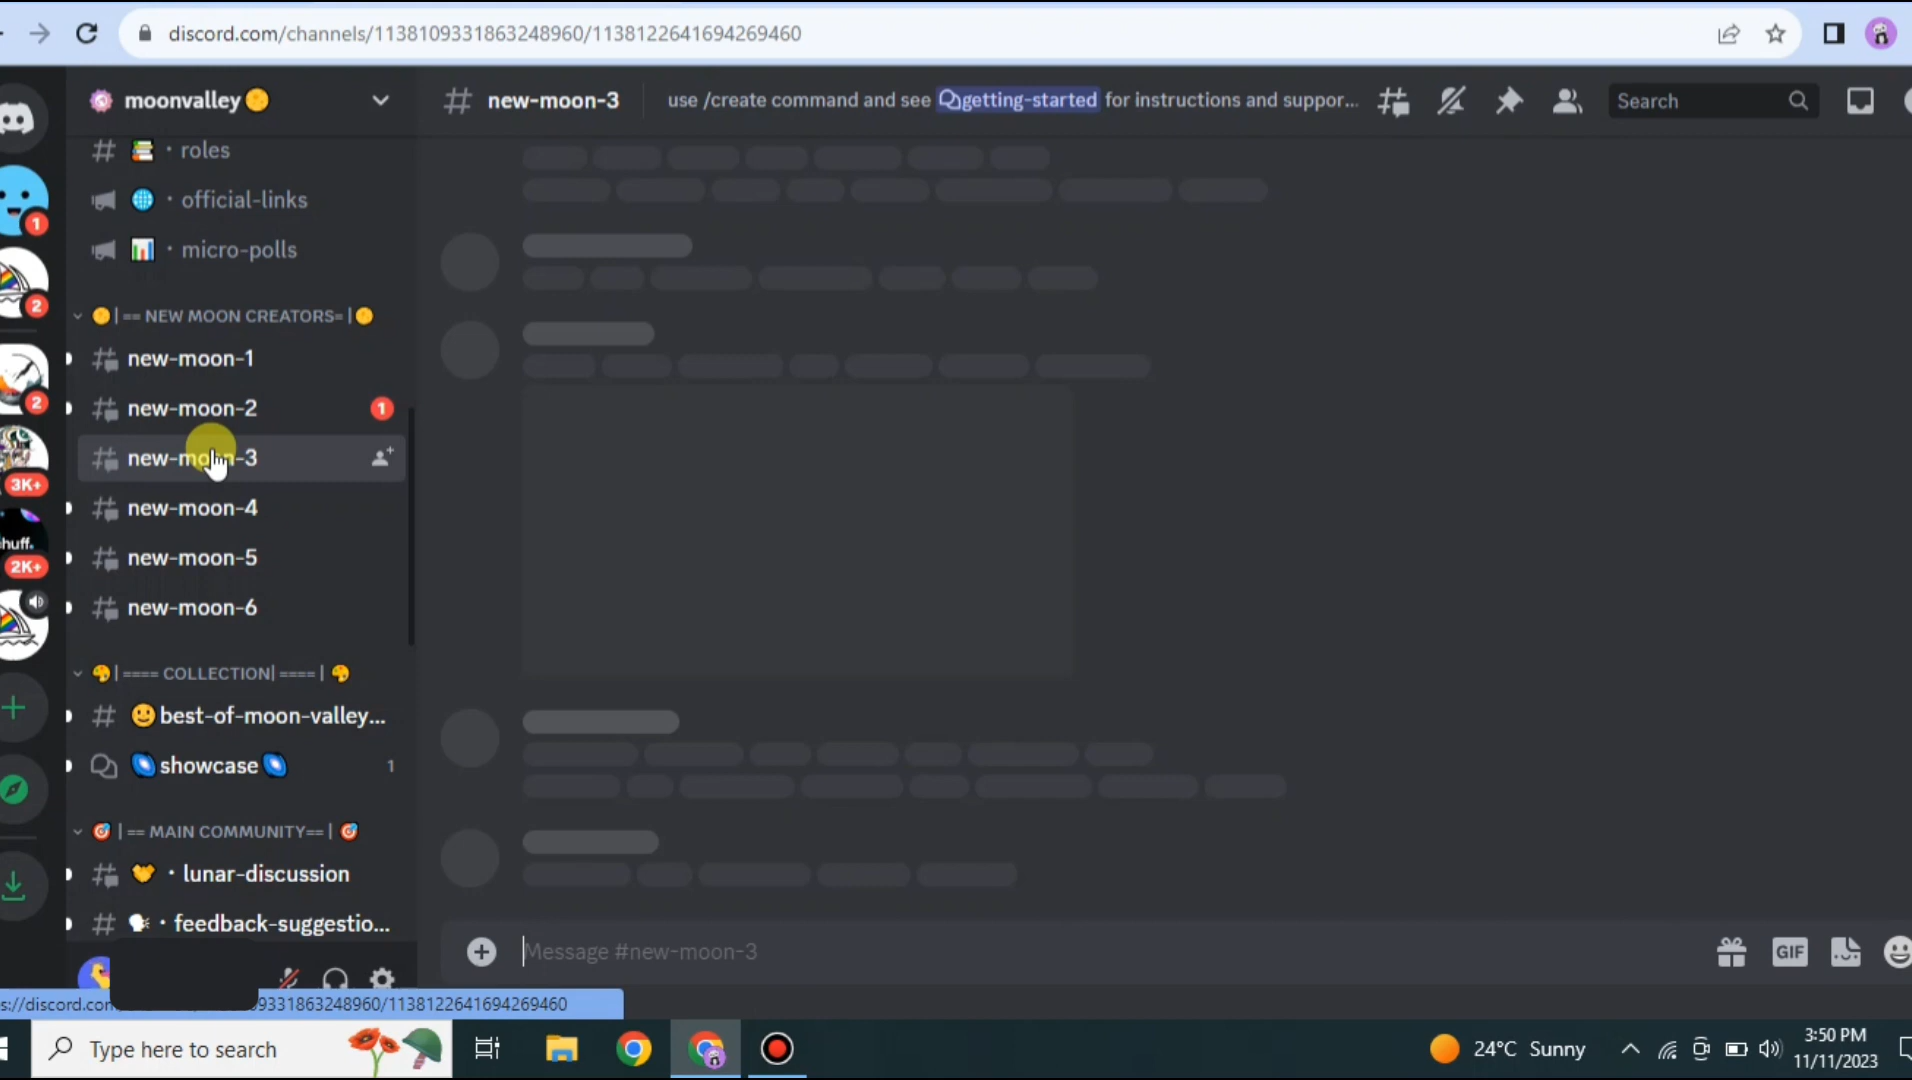 discord.com/channels/1138109331863248960/1138122641694269460
moonvalley
new-moon-3
use /create command and see getting-started for instructions and suppor...
Search
roles
official-links
micro-polls
1
2
|== NEW MOON CREATORS=|
new-moon-1
2
new-moon-2
1
new-moon-3
3K+
new-moon-4
huff.
2K+
new-moon-5
new-moon-6
|==== COLLECTION|====|
best-of-moon-valley...
showcase
1
|== MAIN COMMUNITY==|
lunar-discussion
feedback-suggestio...
Message #new-moon-3
GIF
s://discord.con
09331863248960/1138122641694269460
Type here to search
24°C Sunny
3:50 PM
11/11/2023